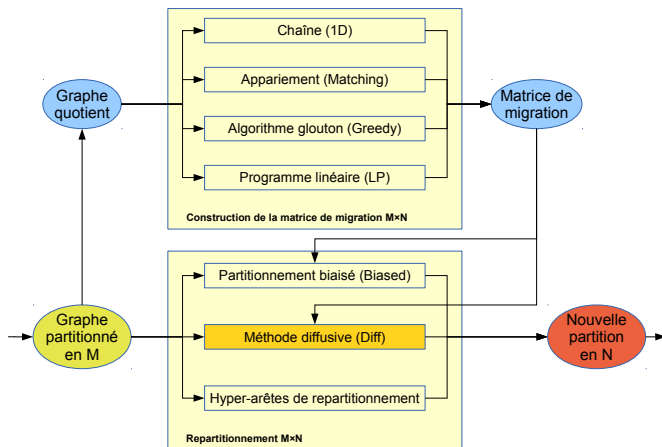 Chaîne (1D)
Appariement (Matching)
Algorithme glouton (Greedy)
Programme linéaire (LP)
Construction de la matrice de migration M×N
Graphe
quotient
Matrice de
migration
Partitionnement biaisé (Biased)
Méthode diffusive (Diff)
Hyper-arêtes de repartitionnement
Repartitionnement M×N
Graphe
partitionné
en M
Nouvelle
partition
en N